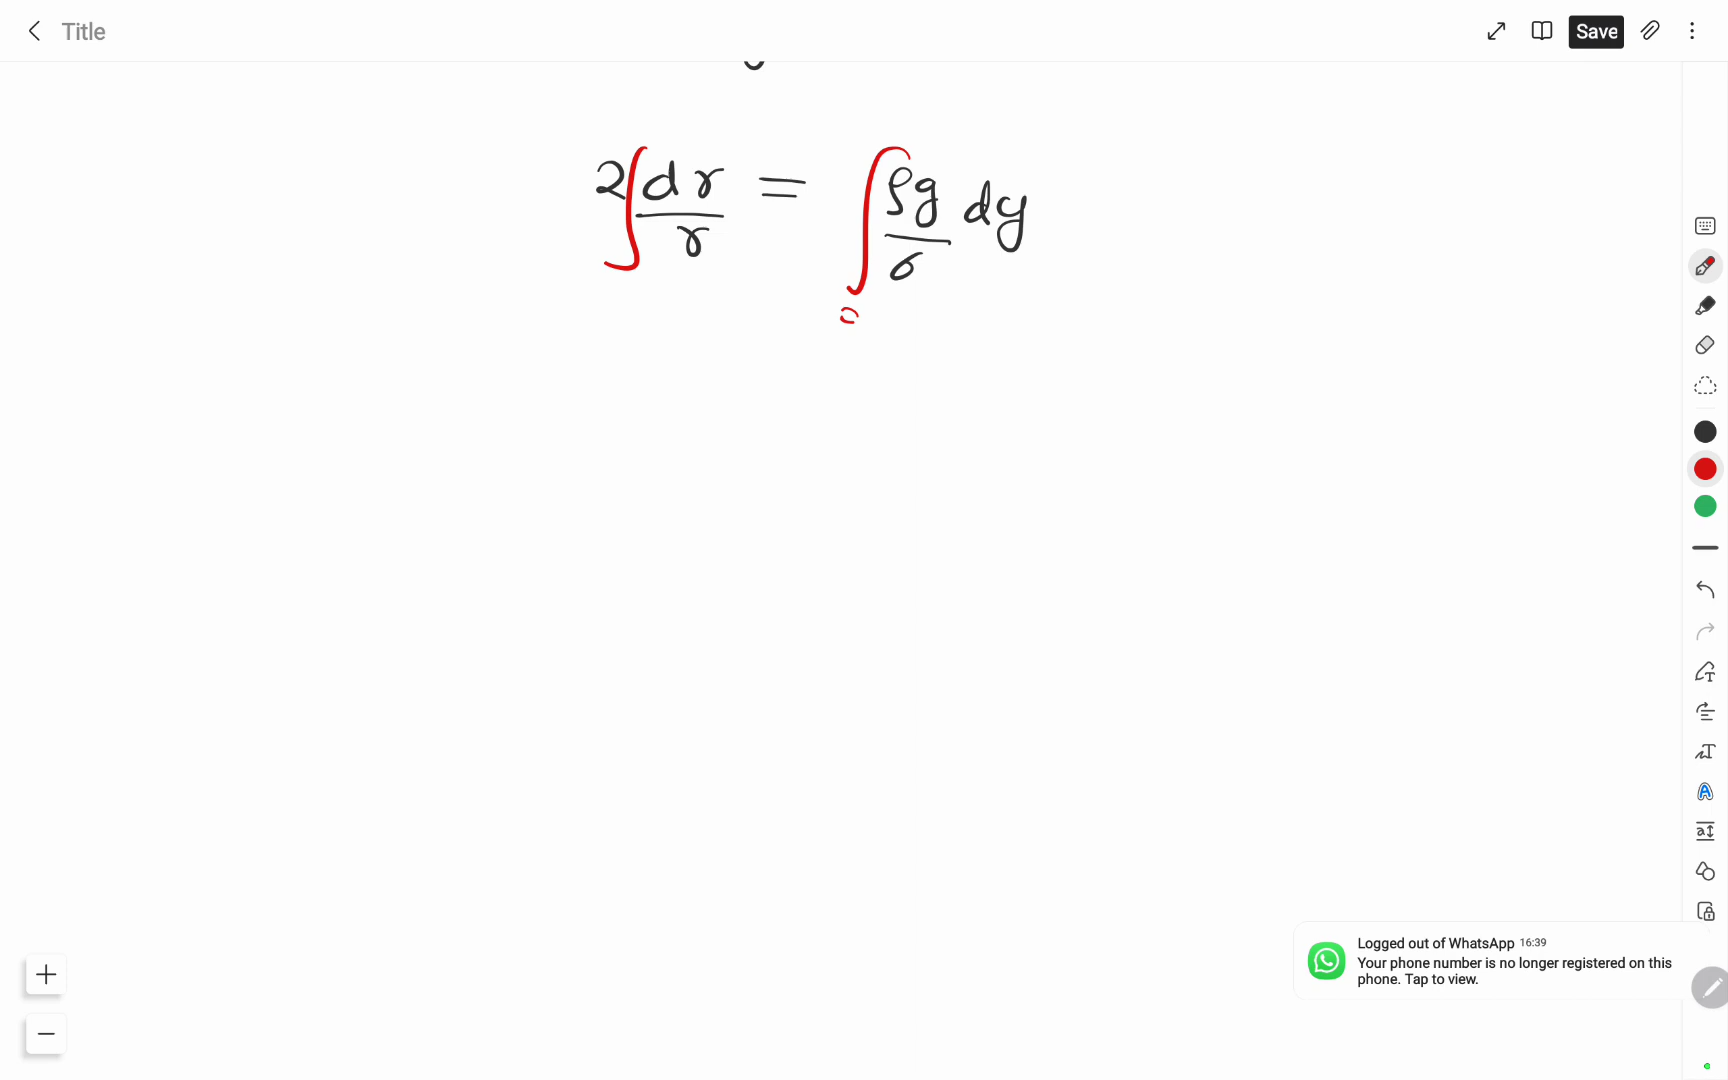 Title
Save
2∫dr/r = ∫ρg/σ dy
0
Logged out of WhatsApp 16:39
Your phone number is no longer registered on this
phone. Tap to view.